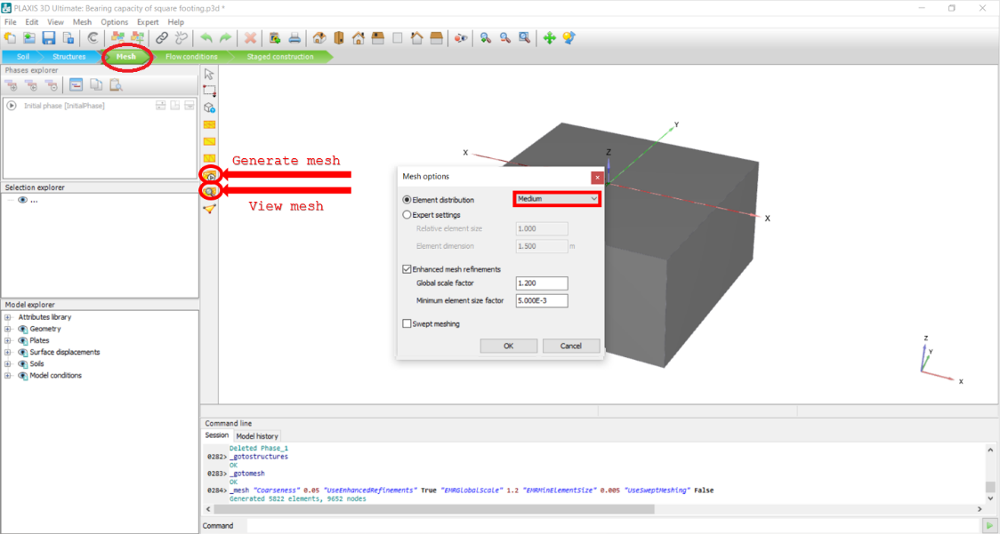 PLAXIS 3D Ultimate: Bearing capacity of square footing.p3d *
File Edit View Mesh Options Expert Help
Soil Structures Mesh Flow conditions Staged construction
Phases explorer
Initial phase [InitialPhase]
Selection explorer
...
Model explorer
Attributes library
Geometry
Plates
Surface displacements
Soils
Model conditions
Generate mesh
View mesh
X
Y
Z
X
Mesh options
Element distribution Medium
Expert settings
Relative element size 1.000
Element dimension 1.500 m
Enhanced mesh refinements
Global scale factor 1.200
Minimum element size factor 5.000E-3
Swept meshing
OK Cancel
Z
Y
X
Command line
Session Model history
Deleted Phase_1
0282> _gotostructures
OK
0283> _gotomesh
OK
0284> _mesh "Coarseness" 0.05 "UseEnhancedRefinements" True "EMRGlobalScale" 1.2 "EMRMinElementSize" 0.005 "UseSweptMeshing" False
Generated 5822 elements, 9652 nodes
Command